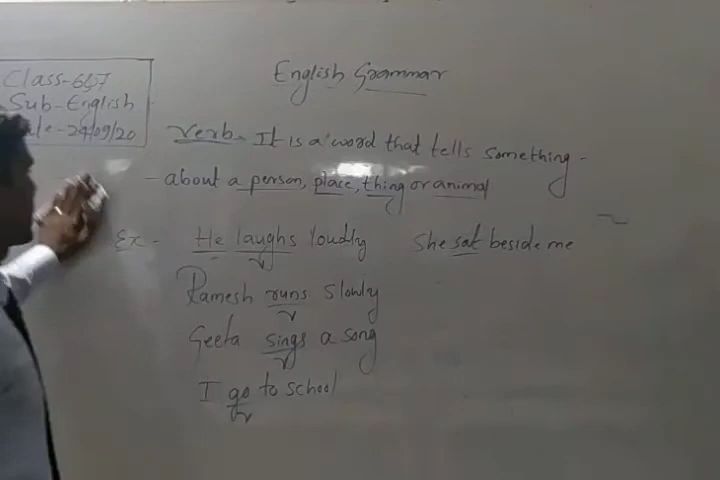 Class-6&7
Sub-English
Date-24/09/20
English Grammar
Verb- It is a word that tells something-
-about a person, place, thing or animal
Ex- He laughs loudly
She sat beside me
Ramesh runs slowly
Geeta sings a song
I go to school